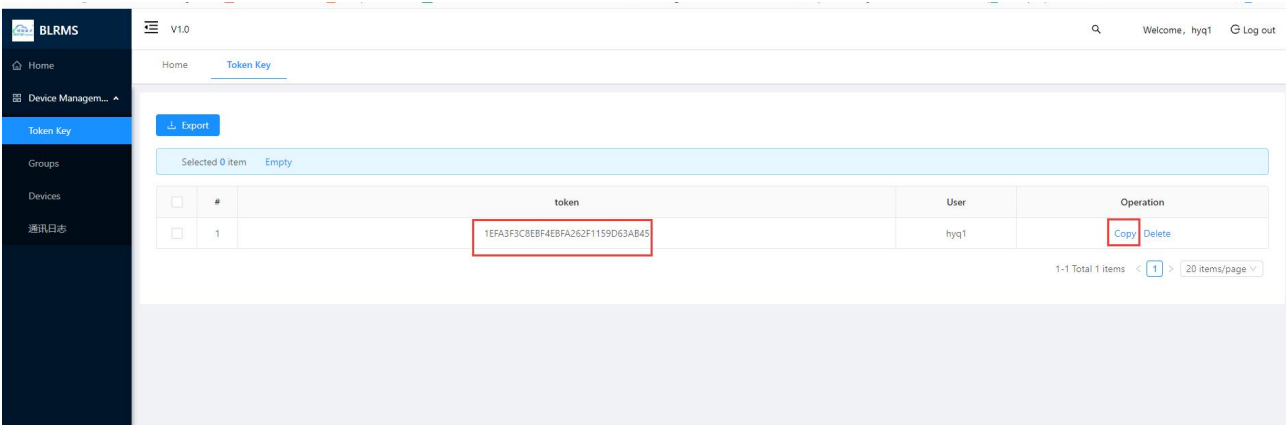 BLRMS
V1.0
Welcome, hyq1 Log out
Home
Home Token Key
Device Managem...
Token Key
Export
Groups
Selected 0 item Empty
Devices
# token User Operation
通讯日志
1 1EFA3F3C8EBF4EBFA262F1159D63AB45 hyq1 Copy Delete
1-1 Total 1 items < 1 > 20 items/page